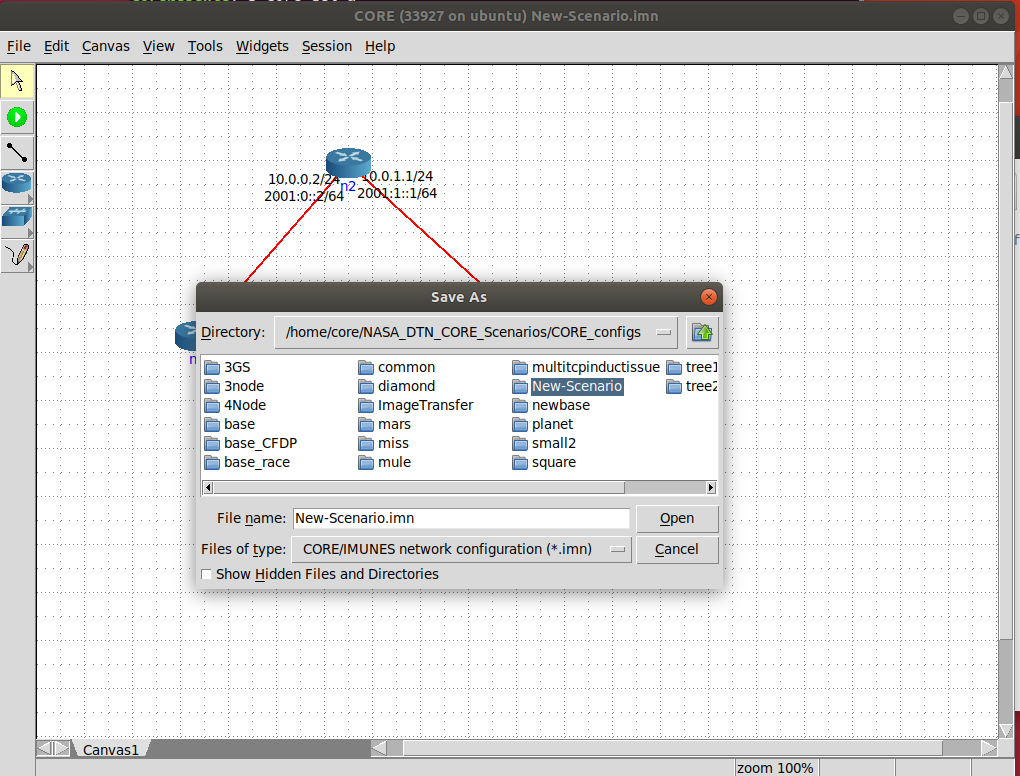 CORE (33927 on ubuntu) New-Scenario.imn
File Edit Canvas View Tools Widgets Session Help
10.0.0.2/24
2001:0::2/64
n2
10.0.1.1/24
2001:1::1/64
Save As
Directory: /home/core/NASA_DTN_CORE_Scenarios/CORE_configs
3GS common multitcpinductissue tree1
3node diamond New-Scenario tree2
4Node ImageTransfer newbase
base mars planet
base_CFDP miss small2
base_race mule square
File name: New-Scenario.imn Open
Files of type: CORE/IMUNES network configuration (*.imn) Cancel
Show Hidden Files and Directories
Canvas1
zoom 100%